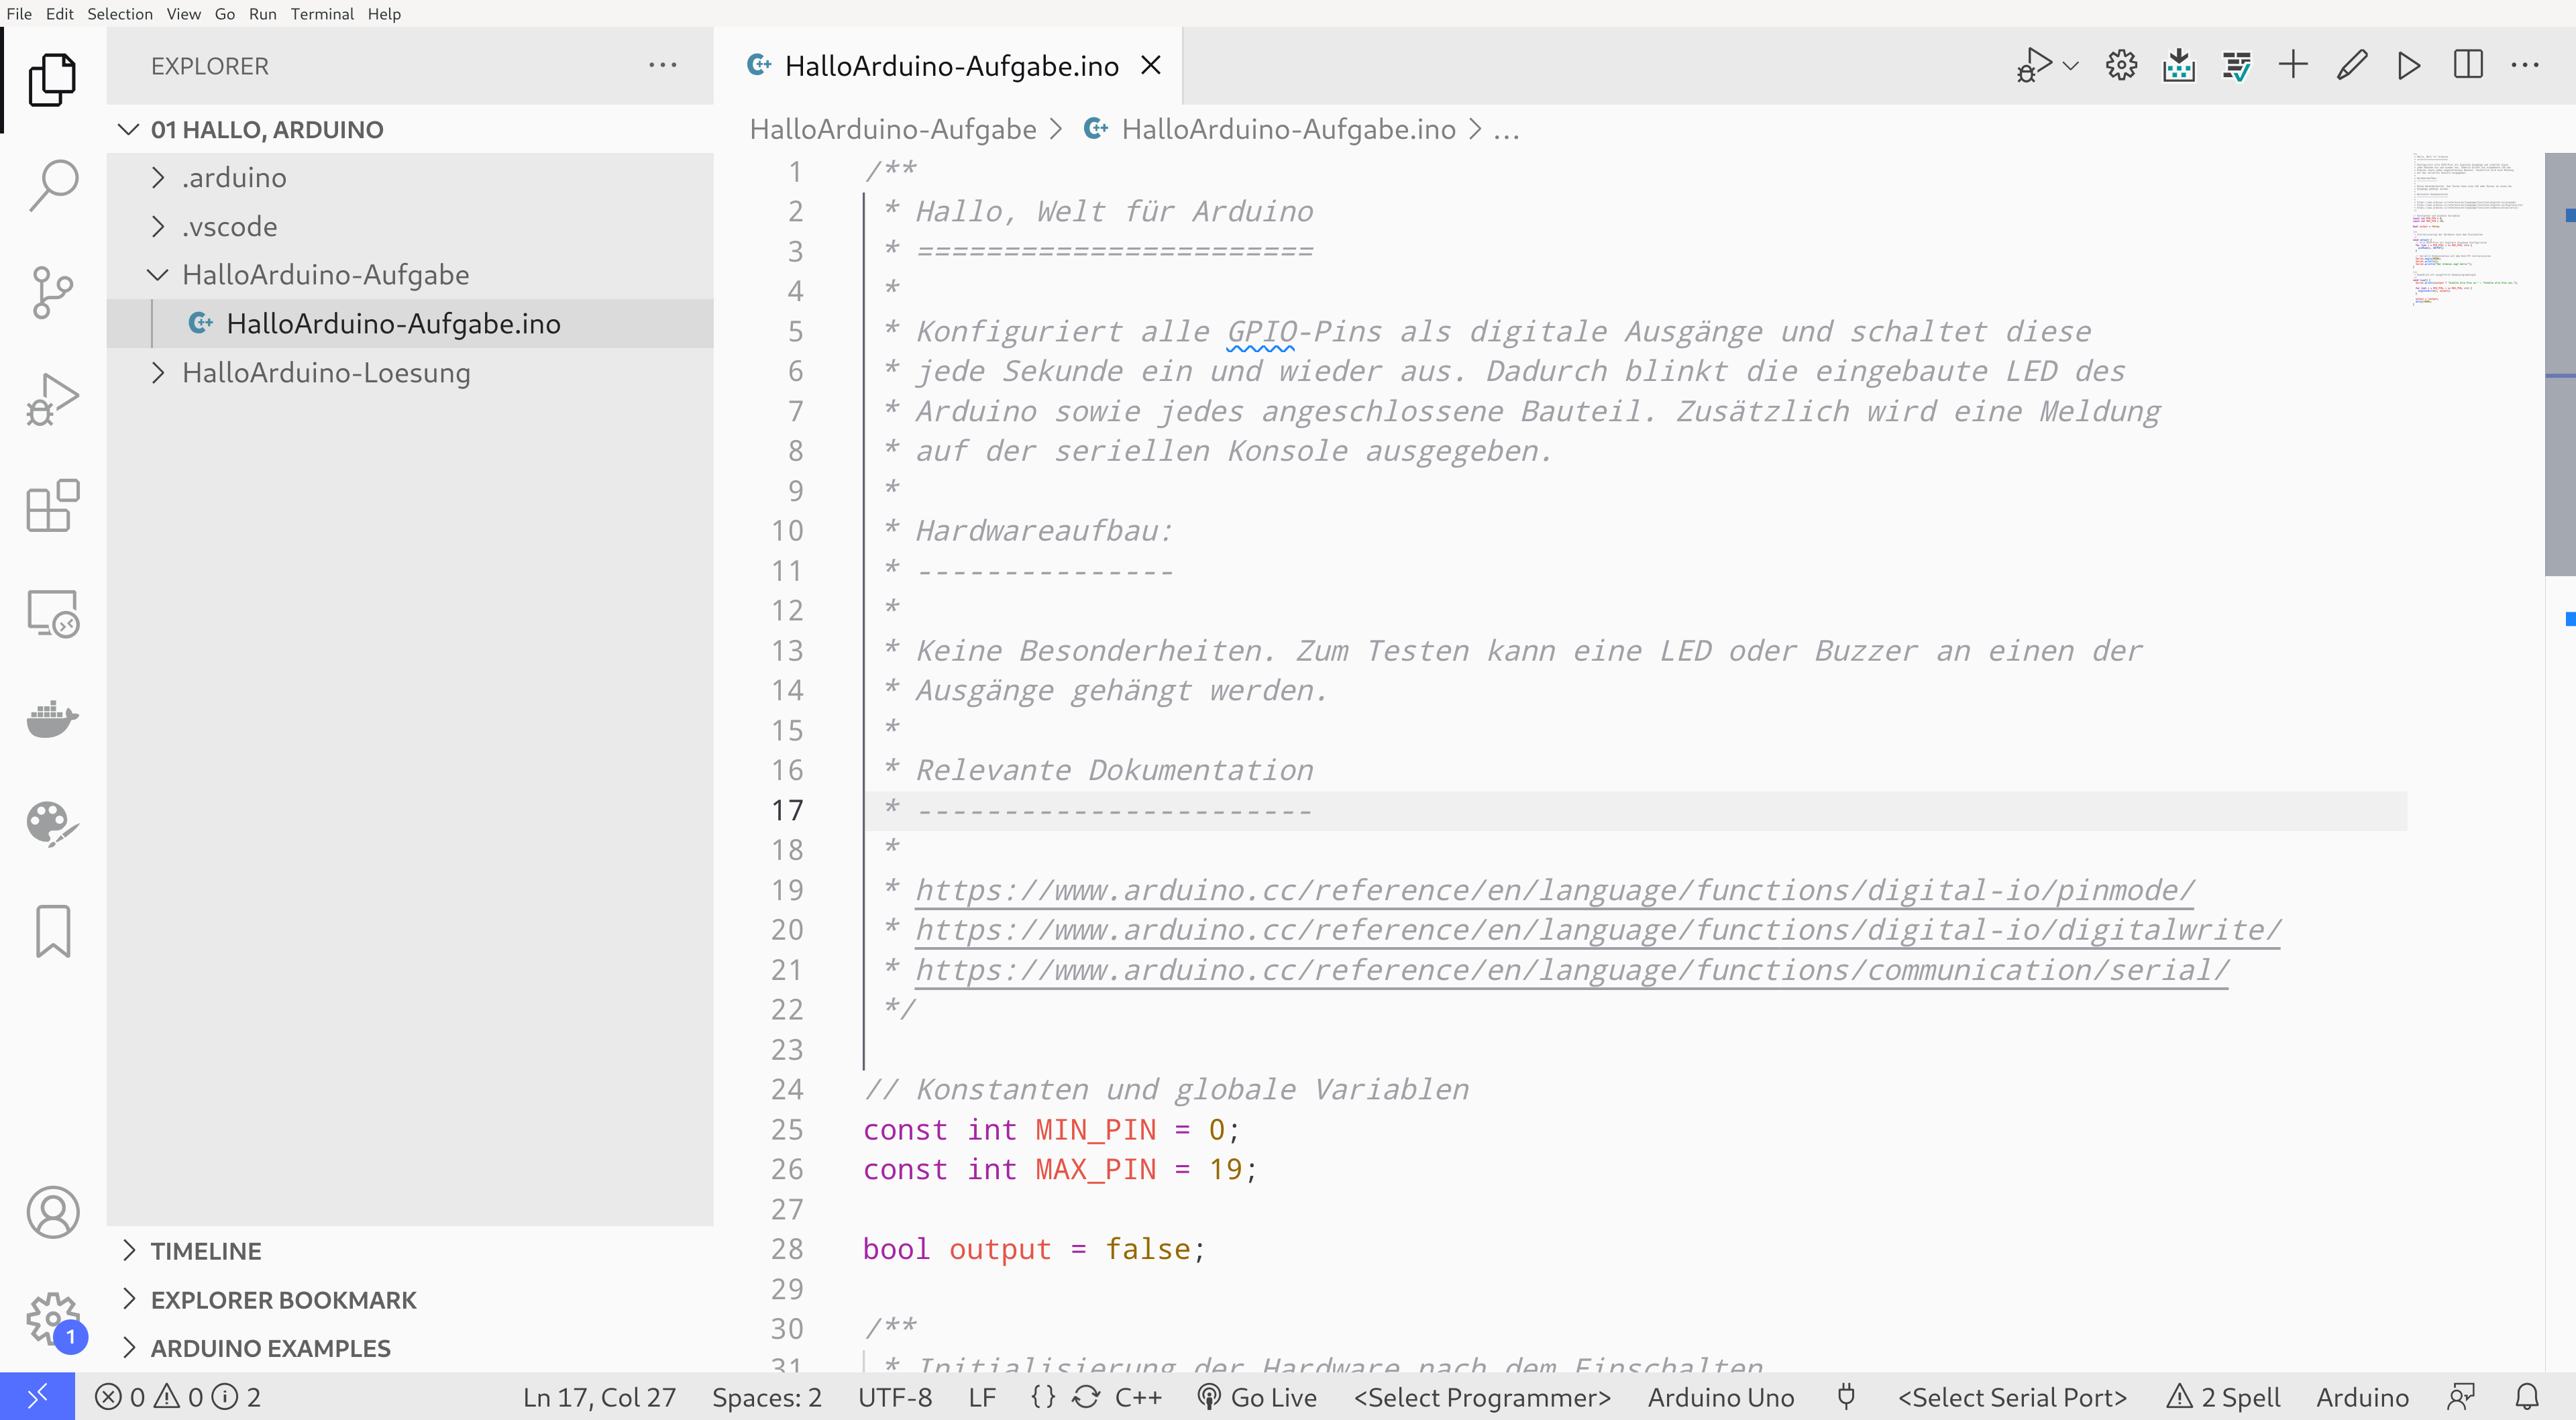 File Edit Selection View Go Run Terminal Help
EXPLORER
01 HALLO, ARDUINO
.arduino
.vscode
HalloArduino-Aufgabe
HalloArduino-Aufgabe.ino
HalloArduino-Loesung
TIMELINE
EXPLORER BOOKMARK
ARDUINO EXAMPLES
1
HalloArduino-Aufgabe.ino
HalloArduino-Aufgabe > HalloArduino-Aufgabe.ino > ...
1 /**
2 * Hallo, Welt für Arduino
3 * =======================
4 *
5 * Konfiguriert alle GPIO-Pins als digitale Ausgänge und schaltet diese
6 * jede Sekunde ein und wieder aus. Dadurch blinkt die eingebaute LED des
7 * Arduino sowie jedes angeschlossene Bauteil. Zusätzlich wird eine Meldung
8 * auf der seriellen Konsole ausgegeben.
9 *
10 * Hardwareaufbau:
11 * ---------------
12 *
13 * Keine Besonderheiten. Zum Testen kann eine LED oder Buzzer an einen der
14 * Ausgänge gehängt werden.
15 *
16 * Relevante Dokumentation
17 * -----------------------
18 *
19 * https://www.arduino.cc/reference/en/language/functions/digital-io/pinmode/
20 * https://www.arduino.cc/reference/en/language/functions/digital-io/digitalwrite/
21 * https://www.arduino.cc/reference/en/language/functions/communication/serial/
22 */
23
24 // Konstanten und globale Variablen
25 const int MIN_PIN = 0;
26 const int MAX_PIN = 19;
27
28 bool output = false;
29
30 /**
31 * Initialisierung der Hardware nach dem Einschalten
0 0 2 Ln 17, Col 27 Spaces: 2 UTF-8 LF {} C++ Go Live <Select Programmer> Arduino Uno <Select Serial Port> 2 Spell Arduino